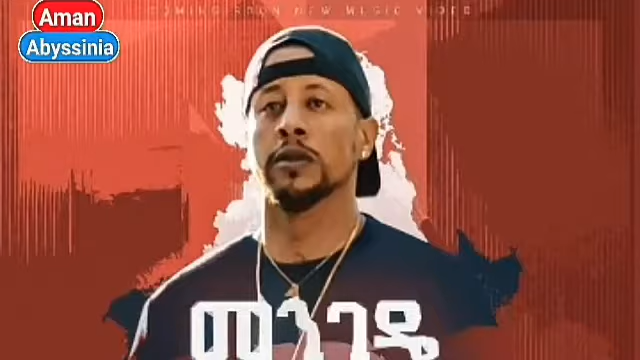 COMING SOON NEW MUSIC VIDEO
Aman
Abyssinia
መንገዴ